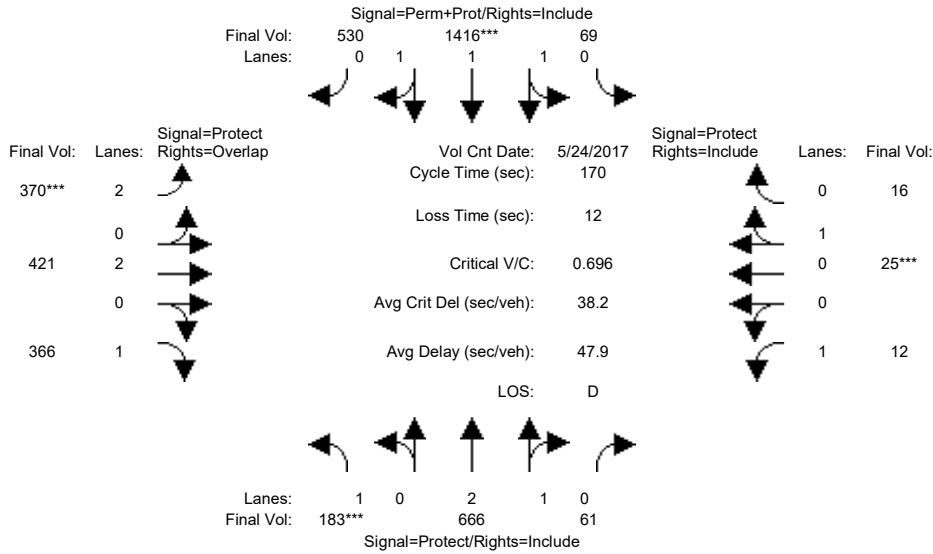 Signal=Perm+Prot/Rights=Include
Final Vol: 530 1416*** 69
Lanes: 0 1 1 1 0
Signal=Protect
Final Vol: Lanes: Rights=Overlap
Vol Cnt Date: 5/24/2017
Signal=Protect
Rights=Include Lanes: Final Vol:
Cycle Time (sec): 170
370*** 2
0 16
Loss Time (sec): 12
0
1
421 2
Critical V/C: 0.696
0 25***
0
Avg Crit Del (sec/veh): 38.2
0
366 1
Avg Delay (sec/veh): 47.9
1 12
LOS: D
Lanes: 1 0 2 1 0
Final Vol: 183*** 666 61
Signal=Protect/Rights=Include